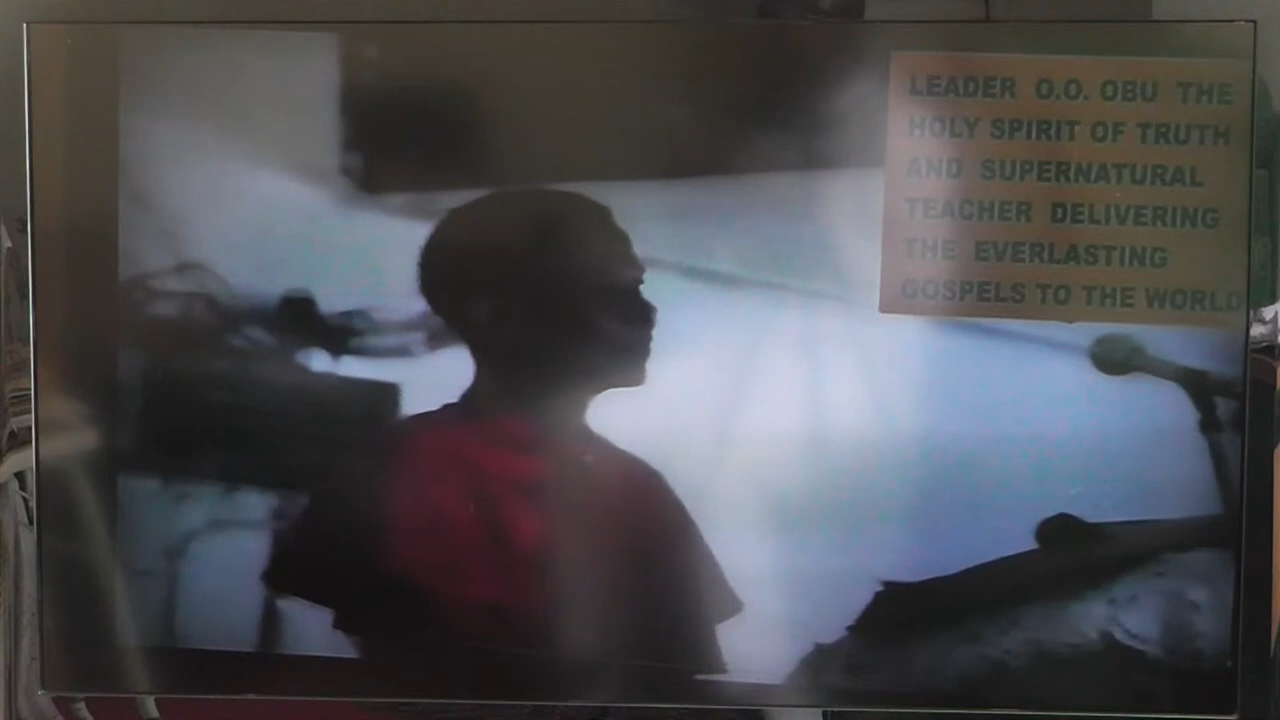 LEADER O.O. OBU THE
HOLY SPIRIT OF TRUTH
AND SUPERNATURAL
TEACHER DELIVERING
THE EVERLASTING
GOSPELS TO THE WORLD